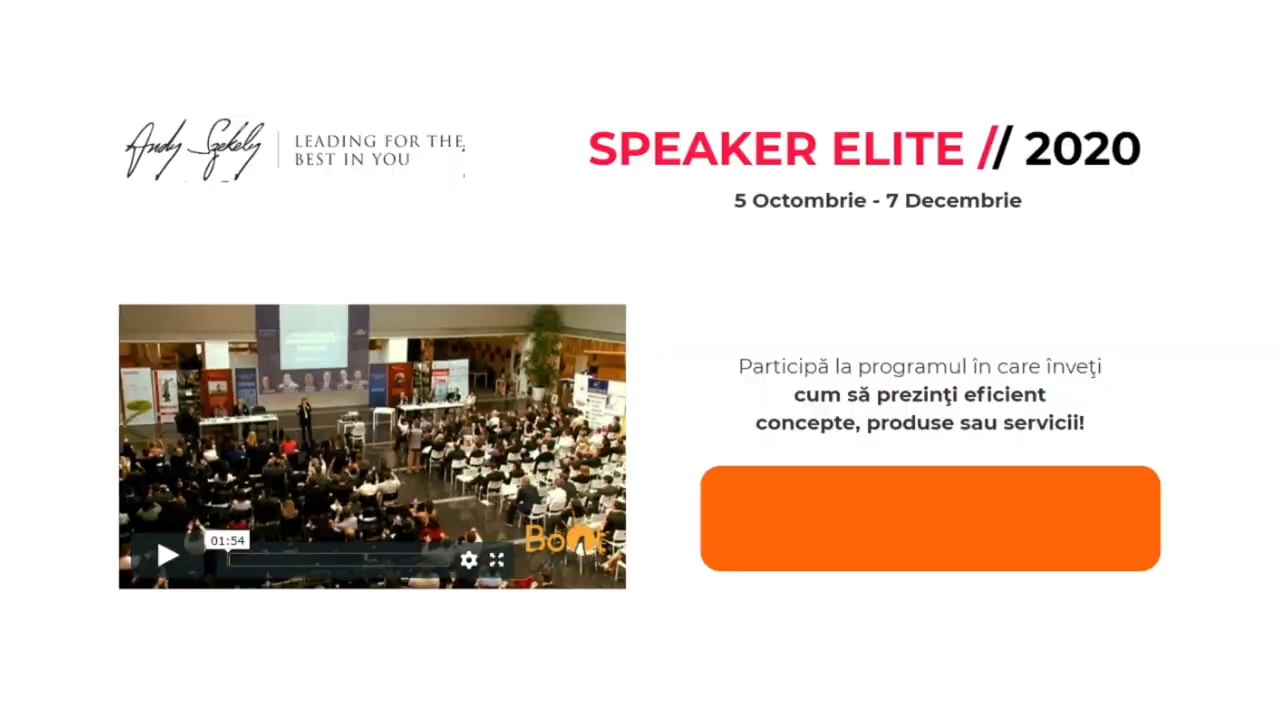 Andy Szekely
LEADING FOR THE
BEST IN YOU
SPEAKER ELITE // 2020
5 Octombrie - 7 Decembrie
Participă la programul în care înveţi
cum să prezinţi eficient
concepte, produse sau servicii!
01:54